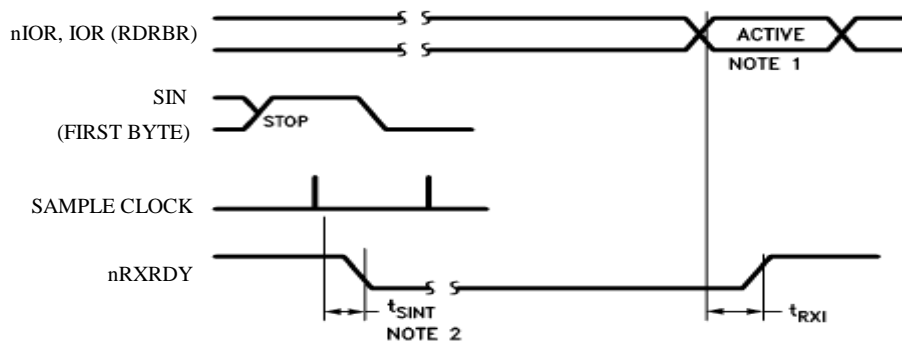 nIOR, IOR (RDRBR)
ACTIVE
NOTE 1
SIN
(FIRST BYTE)
STOP
SAMPLE CLOCK
nRXRDY
tSINT
NOTE 2
tRXI